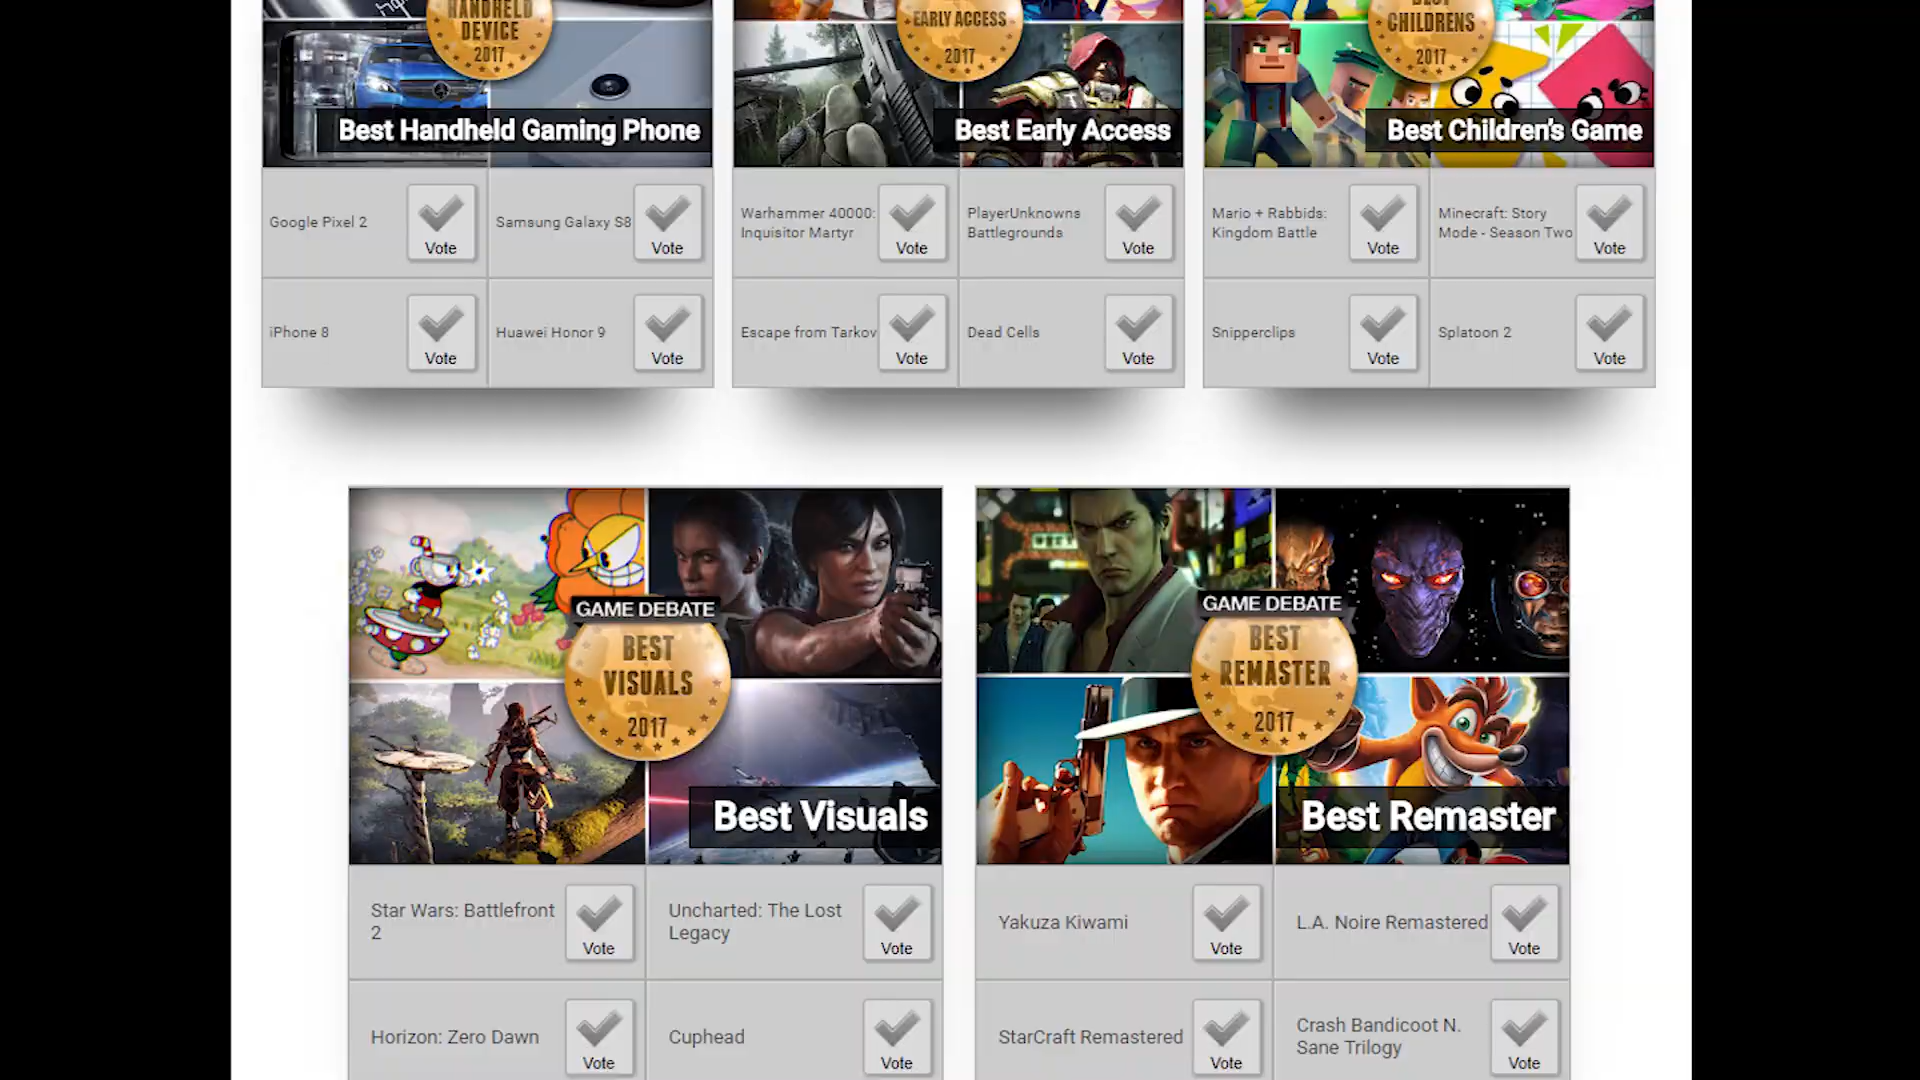 HANDHELD
DEVICE
2017
Best Handheld Gaming Phone
Google Pixel 2
Vote
Samsung Galaxy S8
Vote
iPhone 8
Vote
Huawei Honor 9
Vote
EARLY ACCESS
2017
Best Early Access
Warhammer 40000:
Inquisitor Martyr
Vote
PlayerUnknowns
Battlegrounds
Vote
Escape from Tarkov
Vote
Dead Cells
Vote
BEST
CHILDRENS
2017
Best Children's Game
Mario + Rabbids:
Kingdom Battle
Vote
Minecraft: Story
Mode - Season Two
Vote
Snipperclips
Vote
Splatoon 2
Vote
GAME DEBATE
BEST
VISUALS
2017
Best Visuals
Star Wars: Battlefront
2
Vote
Uncharted: The Lost
Legacy
Vote
Horizon: Zero Dawn
Vote
Cuphead
Vote
GAME DEBATE
BEST
REMASTER
2017
Best Remaster
Yakuza Kiwami
Vote
L.A. Noire Remastered
Vote
StarCraft Remastered
Vote
Crash Bandicoot N.
Sane Trilogy
Vote